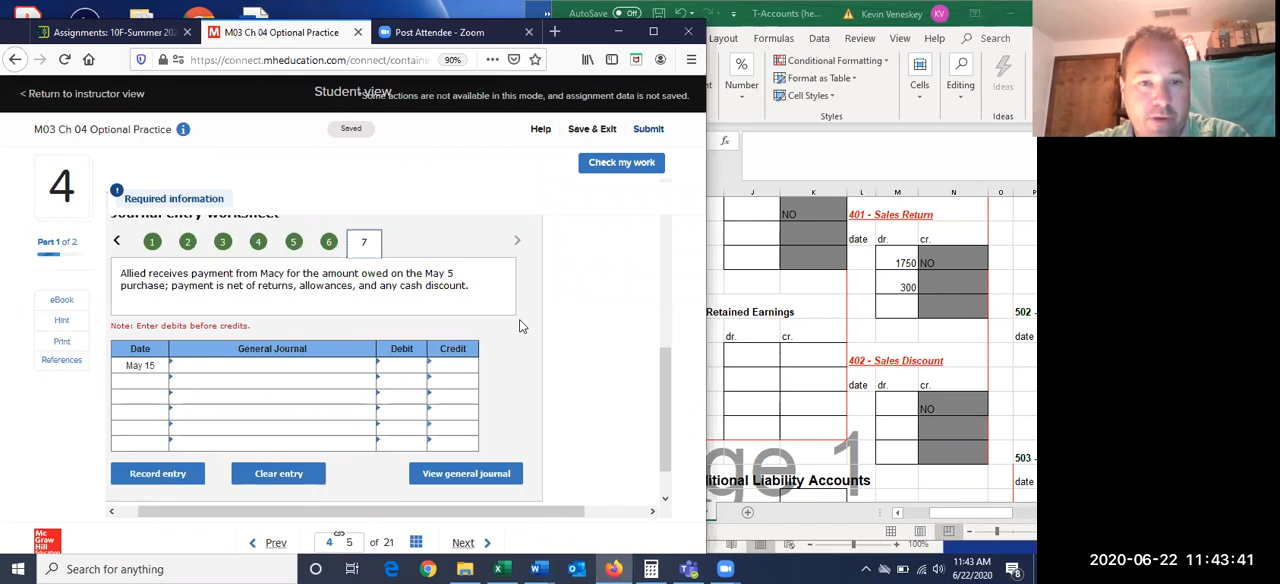 AutoSave Off T-Accounts (he... Kevin Veneskey KV
Assignments: 10F-Summer 202 M03 Ch 04 Optional Practice Post Attendee - Zoom
https://connect.mheducation.com/connect/containe 90%
Layout Formulas Data Review View Help Search
Number Conditional Formatting Format as Table Cell Styles Cells Editing Ideas
Styles Ideas
< Return to instructor view Student view Some actions are not available in this mode, and assignment data is not saved.
M03 Ch 04 Optional Practice Saved Help Save & Exit Submit
Check my work
4
Required information
Journal entry worksheet
Part 1 of 2
1 2 3 4 5 6 7
Allied receives payment from Macy for the amount owed on the May 5
purchase; payment is net of returns, allowances, and any cash discount.
eBook
Hint
Print
References
Note: Enter debits before credits.
Date General Journal Debit Credit
May 15
Record entry Clear entry View general journal
Mc
Graw
Hill
Education
Prev 4 5 of 21 Next
fx
J K L M N O P
NO 401 - Sales Return
date dr. cr.
1750 NO
300
Retained Earnings 502 -
dr. cr. date
402 - Sales Discount
date dr. cr.
NO
503 -
date
ge 1
litional Liability Accounts
100%
Search for anything
11:43 AM
6/22/2020
8
2020-06-22 11:43:41